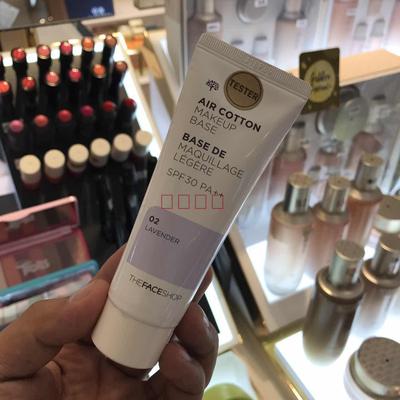 TESTER
AIR COTTON
MAKEUP
BASE
BASE DE
MAQUILLAGE
LÉGÈRE
SPF30 PA++
02
LAVENDER
THEFACESHOP